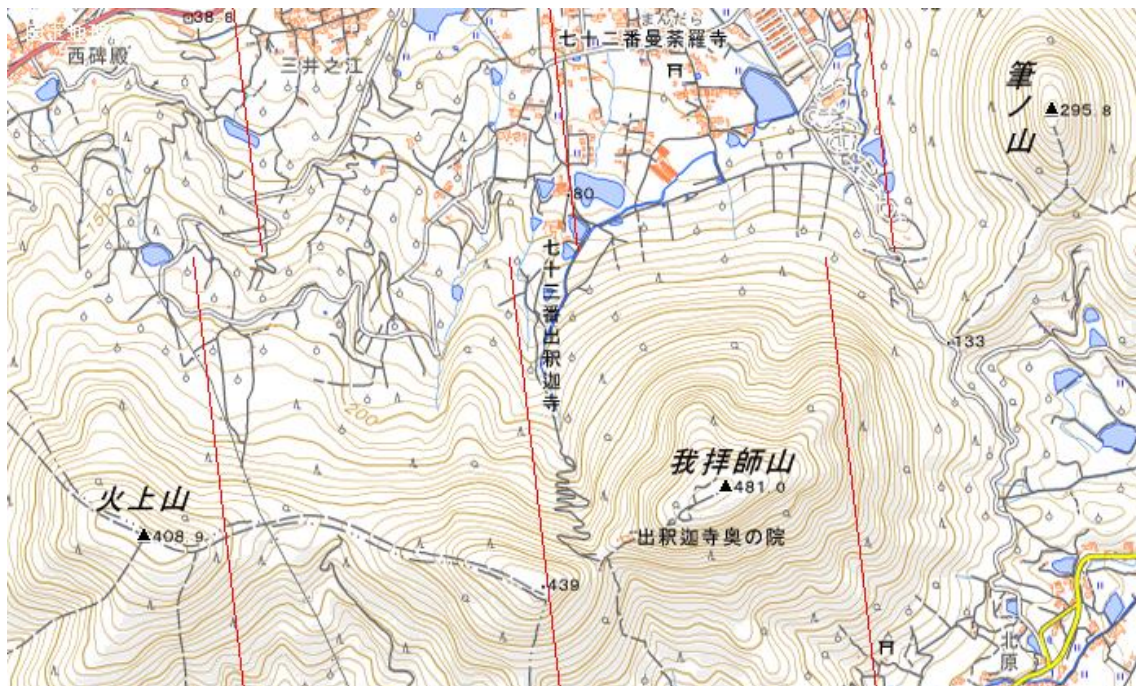 38.8
まんだら
七十二番曼荼羅寺
西碑殿
三井之江
筆ノ山
295.8
80
150
七十三番出釈迦寺
133
200
我拝師山
481.0
火上山
408.9
出釈迦寺奥の院
439
北原